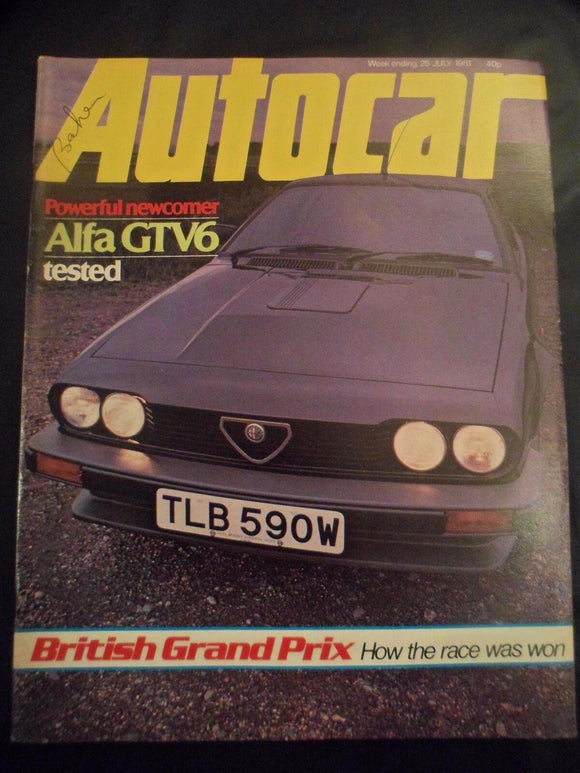 Week ending 25 JULY 1981 40p
Autocar
Baker
Powerful newcomer
Alfa GTV6
tested
TLB 590W
British Grand Prix How the race was won